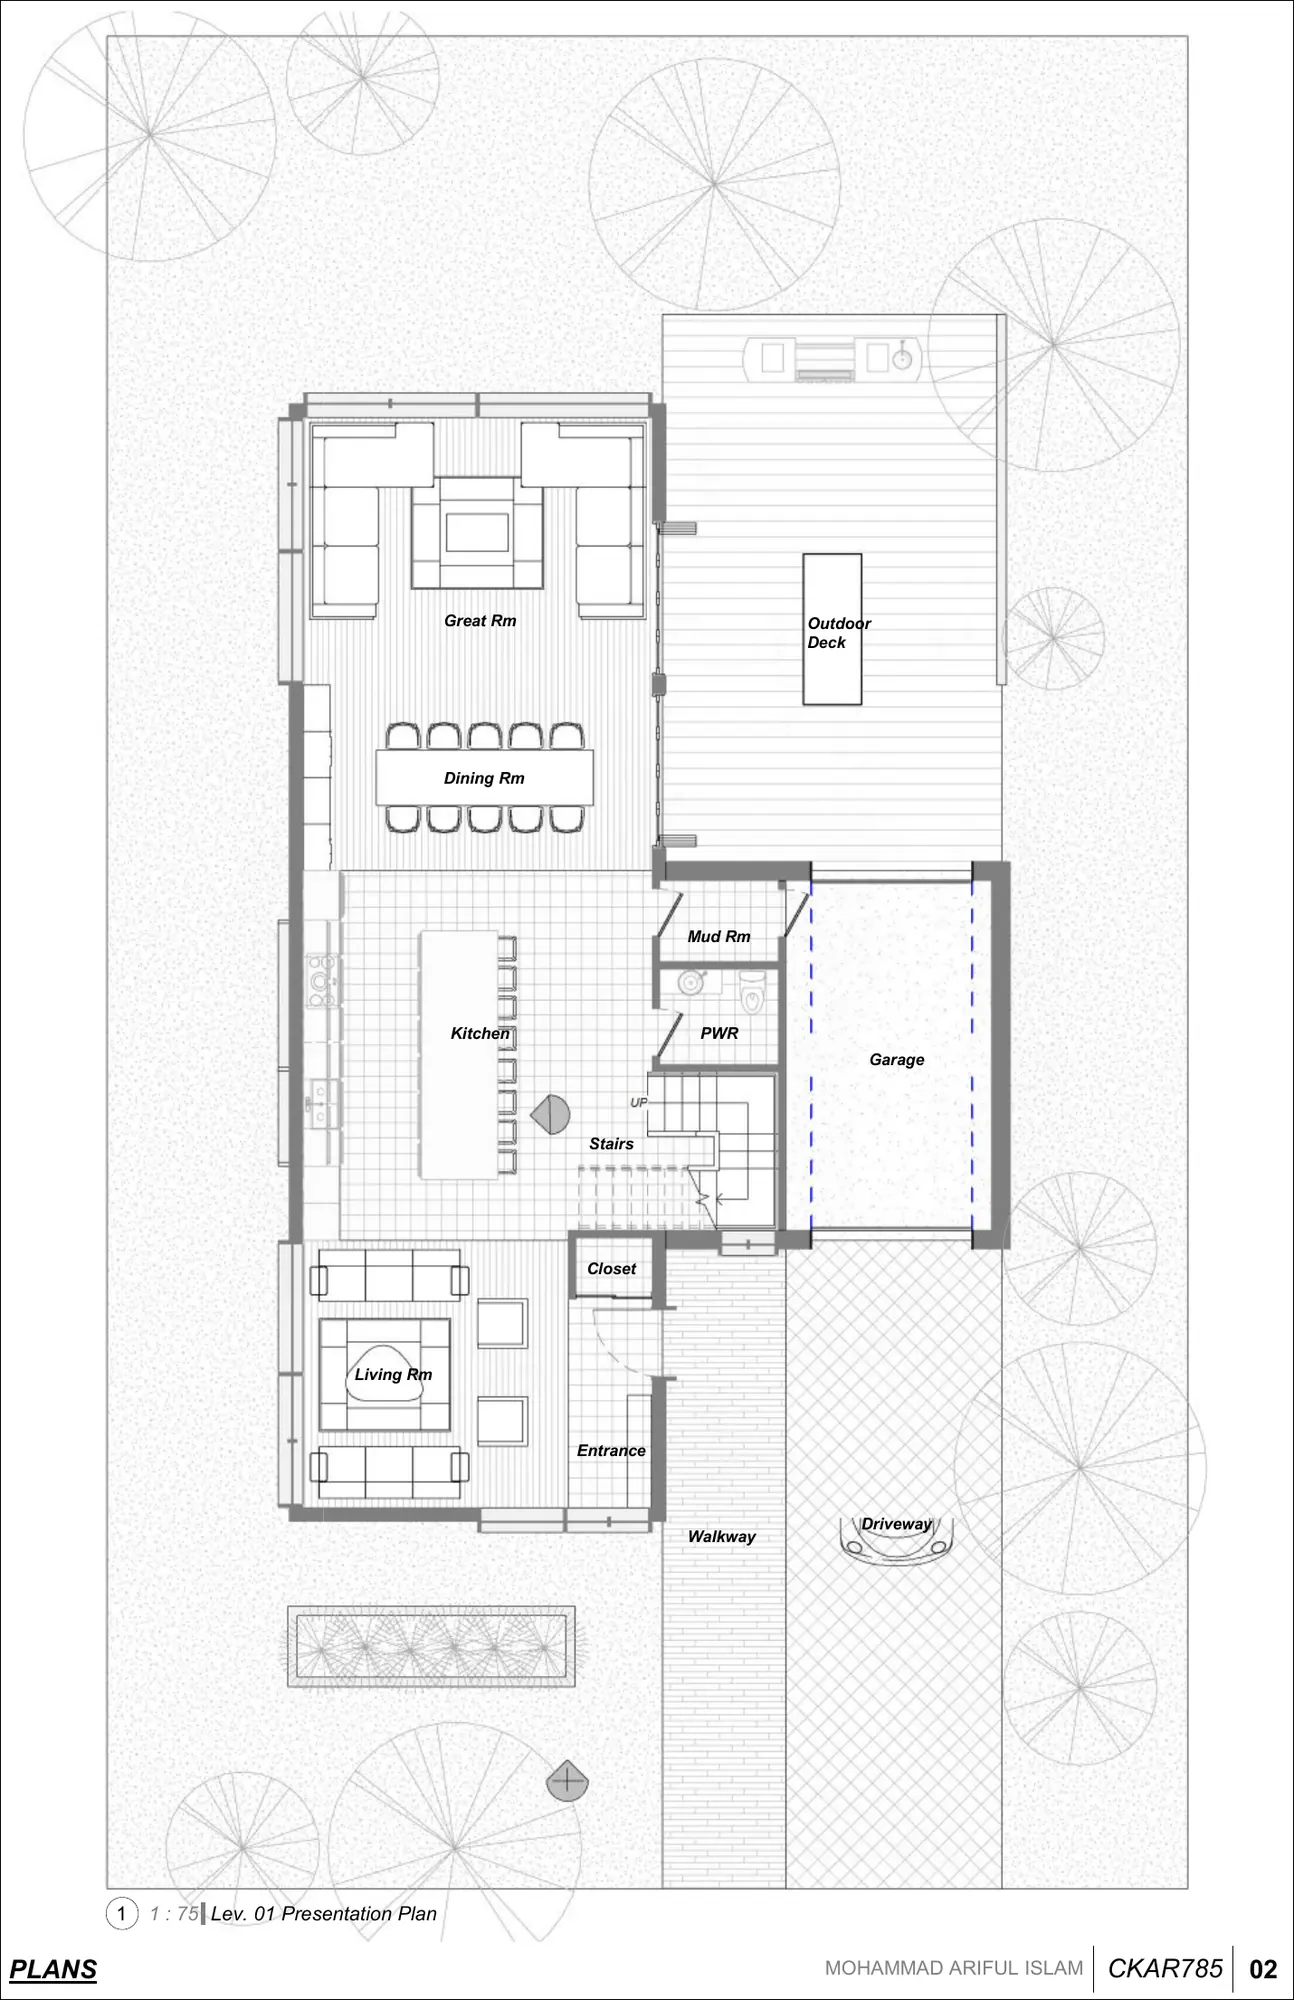 Great Rm
Outdoor
Deck
Dining Rm
Mud Rm
Kitchen
PWR
Garage
UP
Stairs
Closet
Living Rm
Entrance
Driveway
Walkway
1 1 : 75 Lev. 01 Presentation Plan
PLANS
MOHAMMAD ARIFUL ISLAM CKAR785 02